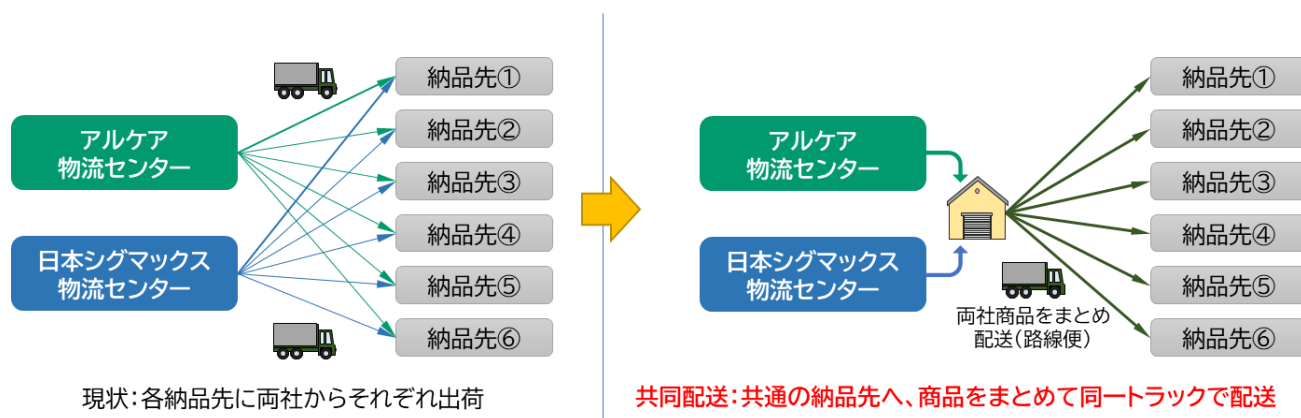 アルケア
物流センター
日本シグマックス
物流センター
納品先①
納品先②
納品先③
納品先④
納品先⑤
納品先⑥
現状：各納品先に両社からそれぞれ出荷
アルケア
物流センター
日本シグマックス
物流センター
両社商品をまとめ
配送（路線便）
納品先①
納品先②
納品先③
納品先④
納品先⑤
納品先⑥
共同配送：共通の納品先へ、商品をまとめて同一トラックで配送